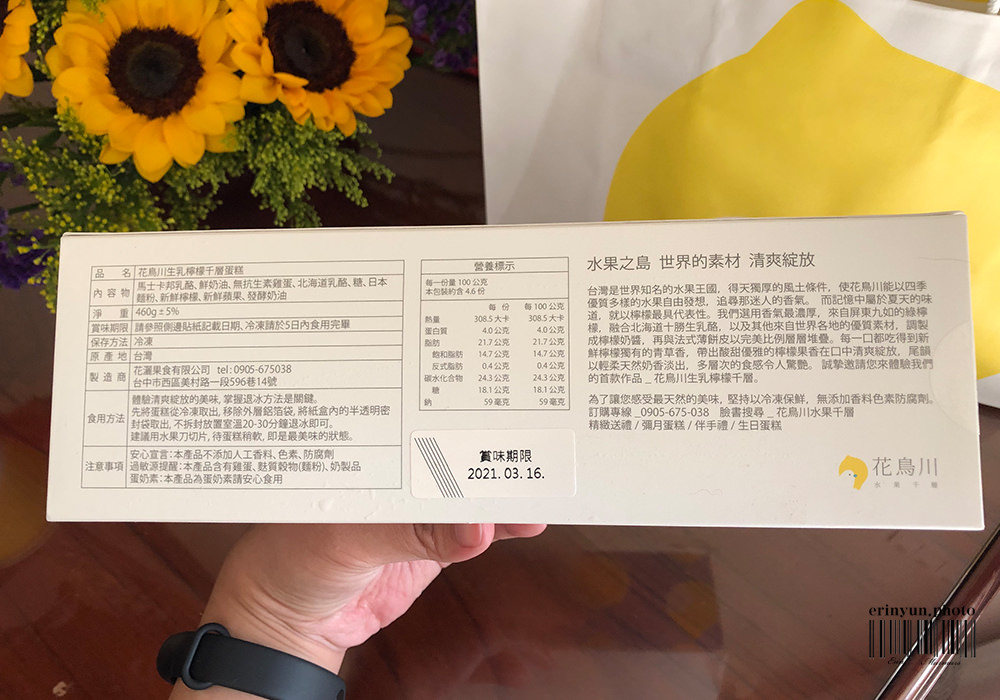 品 名 花鳥川生乳檸檬千層蛋糕
內 容 物 馬士卡邦乳酪、鮮奶油、無抗生素雞蛋、北海道乳酪、糖、日本
麵粉、新鮮檸檬、新鮮蘋果、發酵奶油
淨 重 460g ± 5%
賞味期限 請參照側邊貼紙記載日期、冷凍請於5日內食用完畢
保存方法 冷凍
原 產 地 台灣
製 造 商 花灑果食有限公司 tel : 0905-675038
台中市西區美村路一段596巷14號
食用方法 體驗清爽綻放的美味, 掌握退冰方法是關鍵。
先將蛋糕從冷凍取出, 移除外層鋁箔袋, 將紙盒內的半透明密
封袋取出, 不拆封放置室溫20-30分鐘退冰即可。
建議用水果刀切片, 待蛋糕稍軟, 即是最美味的狀態。
注意事項 安心宣言 : 本產品不添加人工香料、色素、防腐劑
過敏源提醒 : 本產品含有雞蛋、麩質穀物(麵粉)、奶製品
蛋奶素 : 本產品為蛋奶素請安心食用
營養標示
每一份量 100 公克
本包裝約含 4.6 份
每 份 每 100 公克
熱量 308.5 大卡 308.5 大卡
蛋白質 4.0 公克 4.0 公克
脂肪 21.7 公克 21.7 公克
飽和脂肪 14.7 公克 14.7 公克
反式脂肪 0.4 公克 0.4 公克
碳水化合物 24.3 公克 24.3 公克
糖 18.1 公克 18.1 公克
鈉 59 毫克 59 毫克
賞味期限
2021. 03. 16.
水果之島 世界的素材 清爽綻放
台灣是世界知名的水果王國, 得天獨厚的風土條件, 使花鳥川能以四季
優質多樣的水果自由發想, 追尋那迷人的香氣。 而記憶中屬於夏天的味
道, 就以檸檬最具代表性。我們選用香氣最濃厚, 來自屏東九如的綠檸
檬, 融合北海道十勝生乳酪, 以及其他來自世界各地的優質素材, 調製
成檸檬奶醬, 再與法式薄餅皮以完美比例層層堆疊。每一口都吃得到新
鮮檸檬獨有的青草香, 帶出酸甜優雅的檸檬果香在口中清爽綻放, 尾韻
以輕柔天然奶香淡出, 多層次的食感令人驚艷。 誠摯邀請您來體驗我們
的首款作品 _ 花鳥川生乳檸檬千層。
為了讓您感受最天然的美味, 堅持以冷凍保鮮, 無添加香料色素防腐劑。
訂購專線 _0905-675-038 臉書搜尋 _ 花鳥川水果千層
精緻送禮 / 彌月蛋糕 / 伴手禮 / 生日蛋糕
花鳥川
水果千層
erinyun.photo